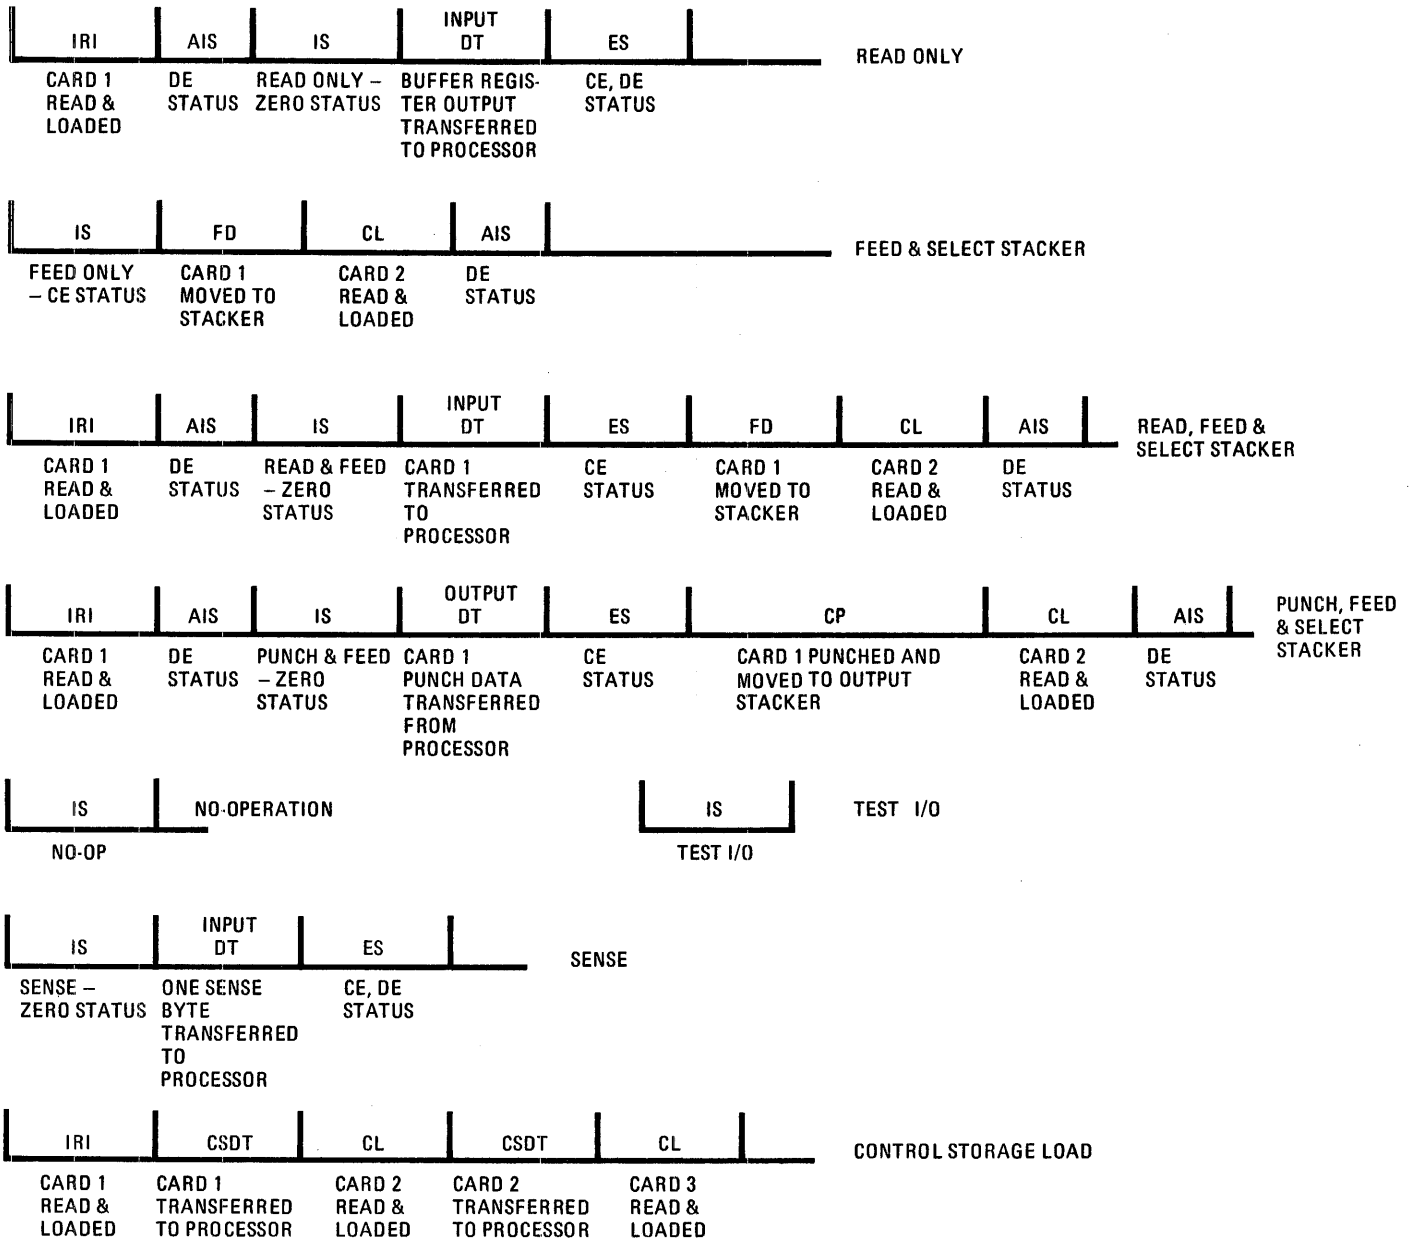 IRI AIS IS INPUT DT ES READ ONLY
CARD 1 READ & LOADED
DE STATUS
READ ONLY – ZERO STATUS
BUFFER REGIS-
TER OUTPUT
TRANSFERRED
TO PROCESSOR
CE, DE
STATUS
IS FD CL AIS FEED & SELECT STACKER
FEED ONLY
– CE STATUS
CARD 1
MOVED TO
STACKER
CARD 2
READ &
LOADED
DE
STATUS
IRI AIS IS INPUT DT ES FD CL AIS READ, FEED & SELECT STACKER
CARD 1
READ &
LOADED
DE
STATUS
READ & FEED
– ZERO
STATUS
CARD 1
TRANSFERRED
TO
PROCESSOR
CE
STATUS
CARD 1
MOVED TO
STACKER
CARD 2
READ &
LOADED
DE
STATUS
IRI AIS IS OUTPUT DT ES CP CL AIS PUNCH, FEED & SELECT STACKER
CARD 1
READ &
LOADED
DE
STATUS
PUNCH & FEED
– ZERO
STATUS
CARD 1
PUNCH DATA
TRANSFERRED
FROM
PROCESSOR
CE
STATUS
CARD 1 PUNCHED AND
MOVED TO OUTPUT
STACKER
CARD 2
READ &
LOADED
DE
STATUS
IS NO-OPERATION
NO-OP
IS TEST I/O
TEST I/O
IS INPUT DT ES SENSE
SENSE –
ZERO STATUS
ONE SENSE
BYTE
TRANSFERRED
TO
PROCESSOR
CE, DE
STATUS
IRI CSDT CL CSDT CL CONTROL STORAGE LOAD
CARD 1
READ &
LOADED
CARD 1
TRANSFERRED
TO PROCESSOR
CARD 2
READ &
LOADED
CARD 2
TRANSFERRED
TO PROCESSOR
CARD 3
READ &
LOADED